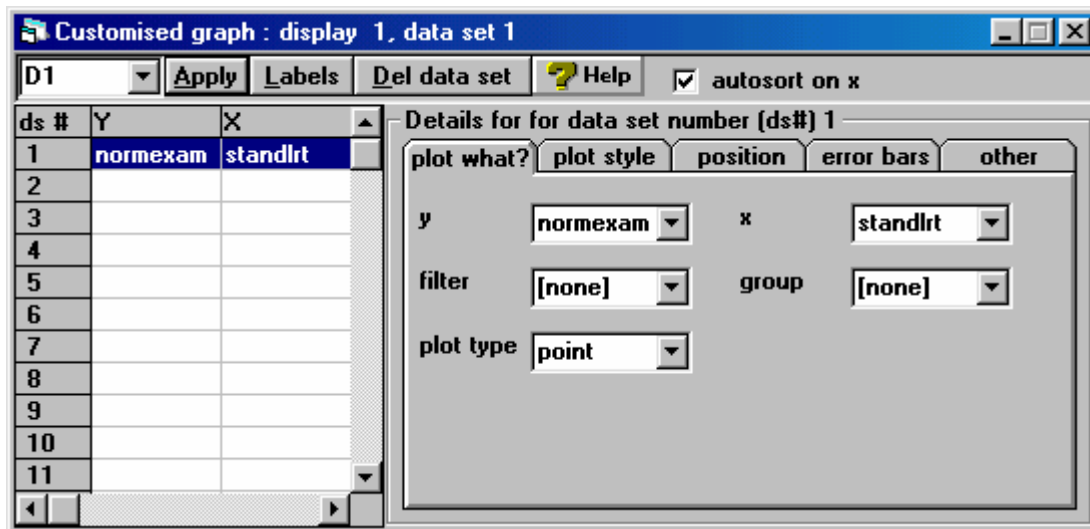 Customised graph : display 1, data set 1
D1 Apply Labels Del data set Help autosort on x
ds # Y X
1 normexam standlrt
2
3
4
5
6
7
8
9
10
11
Details for for data set number (ds#) 1
plot what? plot style position error bars other
y normexam x standlrt
filter [none] group [none]
plot type point